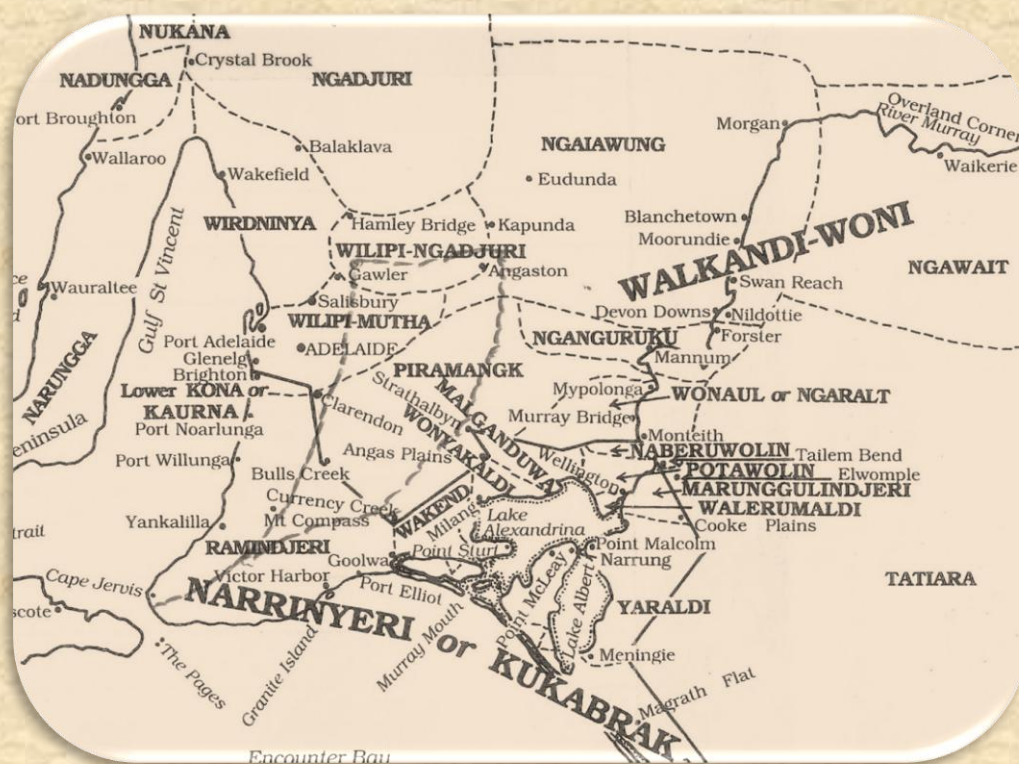 NUKANA
Crystal Brook
NADUNGGA
NGADJURI
ort Broughton
Overland Corner
River Murray
Morgan
Balaklava
NGAIAWUNG
Wallaroo
Waikerie
Wakefield
Eudunda
Gulf St Vincent
WIRDNINYA
Hamley Bridge
Kapunda
Blanchetown
Moorundie
WALKANDI-WONI
WILIPI-NGADJURI
NGAWAIT
Gawler
Angaston
Wauraltee
Swan Reach
Salisbury
Devon Downs
Nildottie
WILIPI-MUTHA
NGANGURUKU
Forster
Port Adelaide
ADELAIDE
Glenelg
Mannum
NARUNGGA
Brighton
PIRAMANGK
Lower KONA or
KAURNA
Strathalbyn
MALGANDUWA
Mypolonga
WONAUL or NGARALT
Clarendon
WONKAKALDI
Murray Bridge
Port Noarlunga
eninsula
Monteith
Angas Plains
NABERUWOLIN
Tailem Bend
Port Willunga
Wellington
Bulls Creek
POTAWOLIN
Elwomple
MARUNGGULINDJERI
Currency Creek
WAKEND
Milang
Lake
Alexandrina
WALERUMALDI
Yankalilla
Mt Compass
Cooke Plains
trail
RAMINDJERI
Goolwa
Point Sturt
Point Malcolm
Narrung
Cape Jervis
Victor Harbor
Port Elliot
Point McLeay
Lake Albert
TATIARA
scote
NARRINYERI or KUKABRAK
YARALDI
The Pages
Granite Island
Murray Mouth
Meningie
Magrath Flat
Encounter Bay